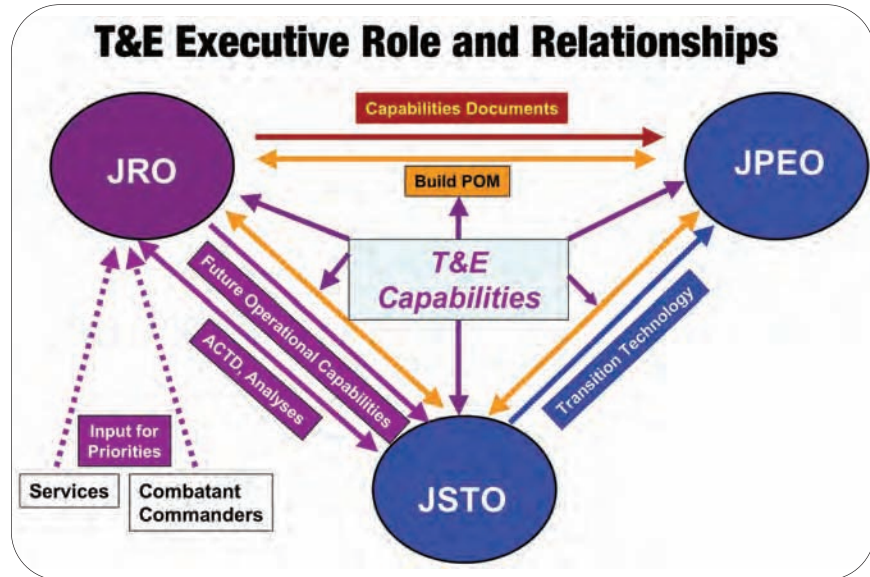 T&E Executive Role and Relationships
Capabilities Documents
JRO
JPEO
Build POM
T&E
Capabilities
Future Operational Capabilities
ACTD, Analyses
Transition Technology
Input for
Priorities
Services
Combatant
Commanders
JSTO